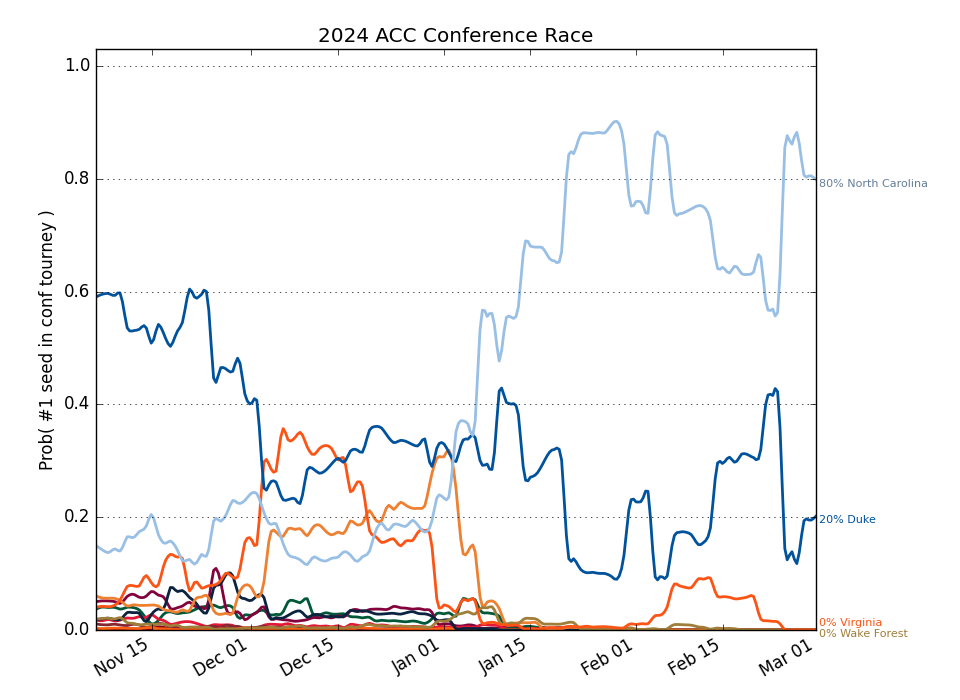 2024 ACC Conference Race
Prob( #1 seed in conf tourney )
1.0
0.8
0.6
0.4
0.2
0.0
80% North Carolina
20% Duke
0% Virginia
0% Wake Forest
Nov 15
Dec 01
Dec 15
Jan 01
Jan 15
Feb 01
Feb 15
Mar 01